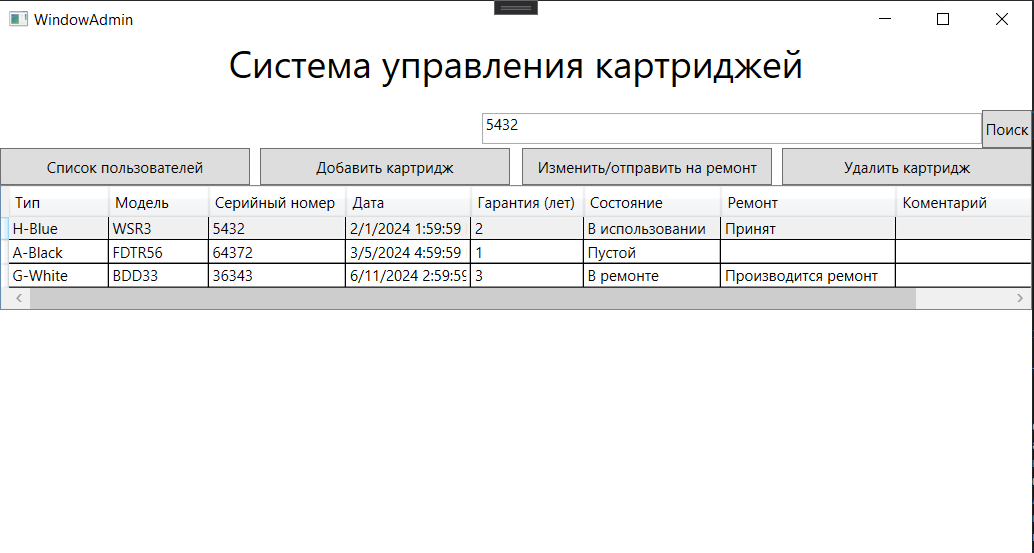 WindowAdmin
Система управления картриджей
5432 Поиск
Список пользователей Добавить картридж Изменить/отправить на ремонт Удалить картридж
Тип Модель Серийный номер Дата Гарантия (лет) Состояние Ремонт Коментарий
H-Blue WSR3 5432 2/1/2024 1:59:59 2 В использовании Принят
A-Black FDTR56 64372 3/5/2024 4:59:59 1 Пустой
G-White BDD33 36343 6/11/2024 2:59:59 3 В ремонте Производится ремонт